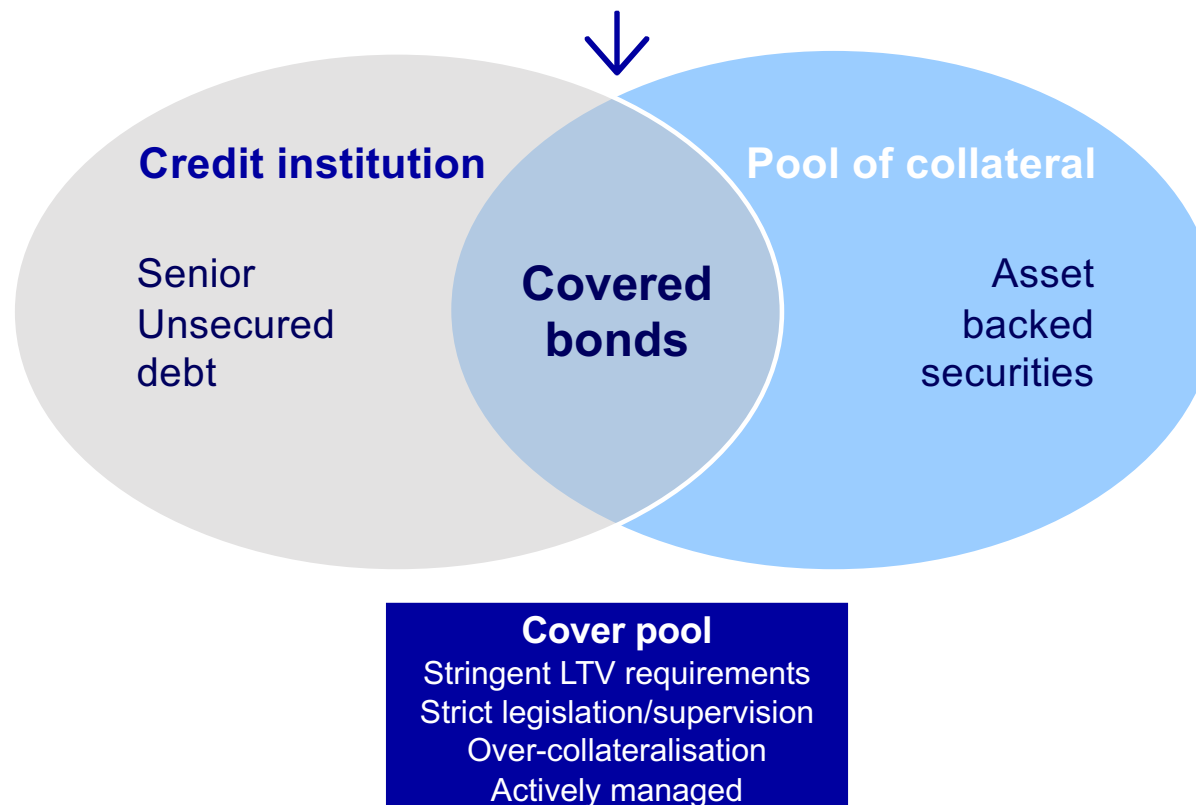 Credit institution
Pool of collateral
Senior
Unsecured
debt
Covered
bonds
Asset
backed
securities
Cover pool
Stringent LTV requirements
Strict legislation/supervision
Over-collateralisation
Actively managed